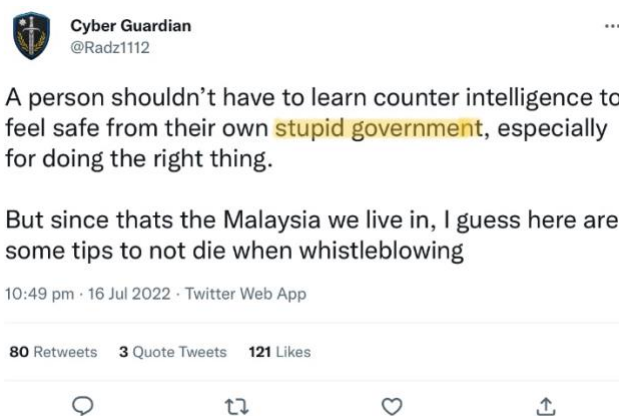 Cyber Guardian
@Radz1112
A person shouldn't have to learn counter intelligence to
feel safe from their own stupid government, especially
for doing the right thing.
But since thats the Malaysia we live in, I guess here are
some tips to not die when whistleblowing
10:49 pm · 16 Jul 2022 · Twitter Web App
80 Retweets 3 Quote Tweets 121 Likes